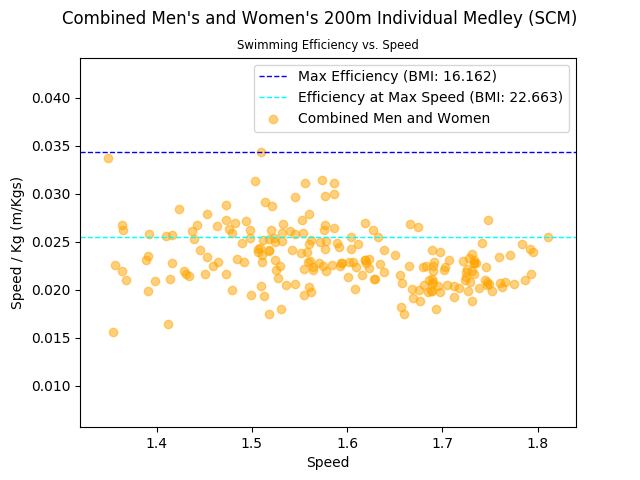 Combined Men's and Women's 200m Individual Medley (SCM)
Swimming Efficiency vs. Speed
Max Efficiency (BMI: 16.162)
Efficiency at Max Speed (BMI: 22.663)
Combined Men and Women
Speed / Kg (m/Kgs)
0.040
0.035
0.030
0.025
0.020
0.015
0.010
1.4 1.5 1.6 1.7 1.8
Speed